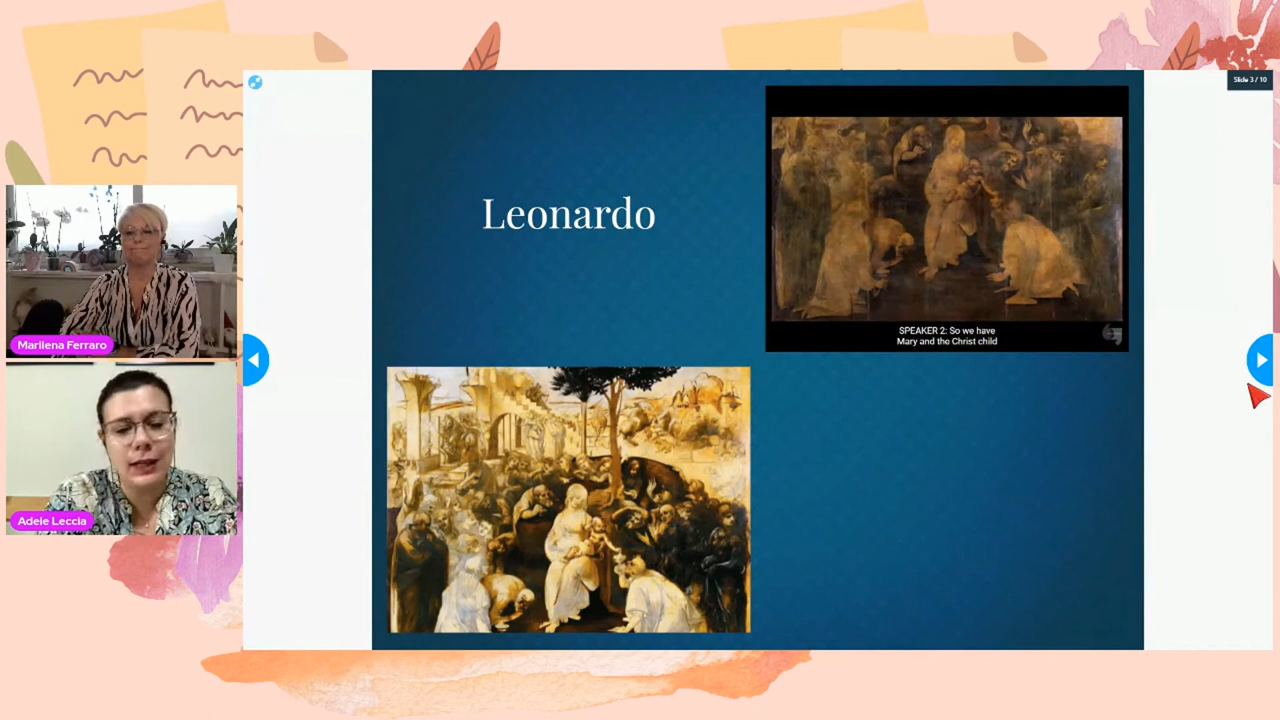 Slide 3 / 10
Leonardo
SPEAKER 2: So we have
Mary and the Christ child
Marilena Ferraro
Adele Leccia